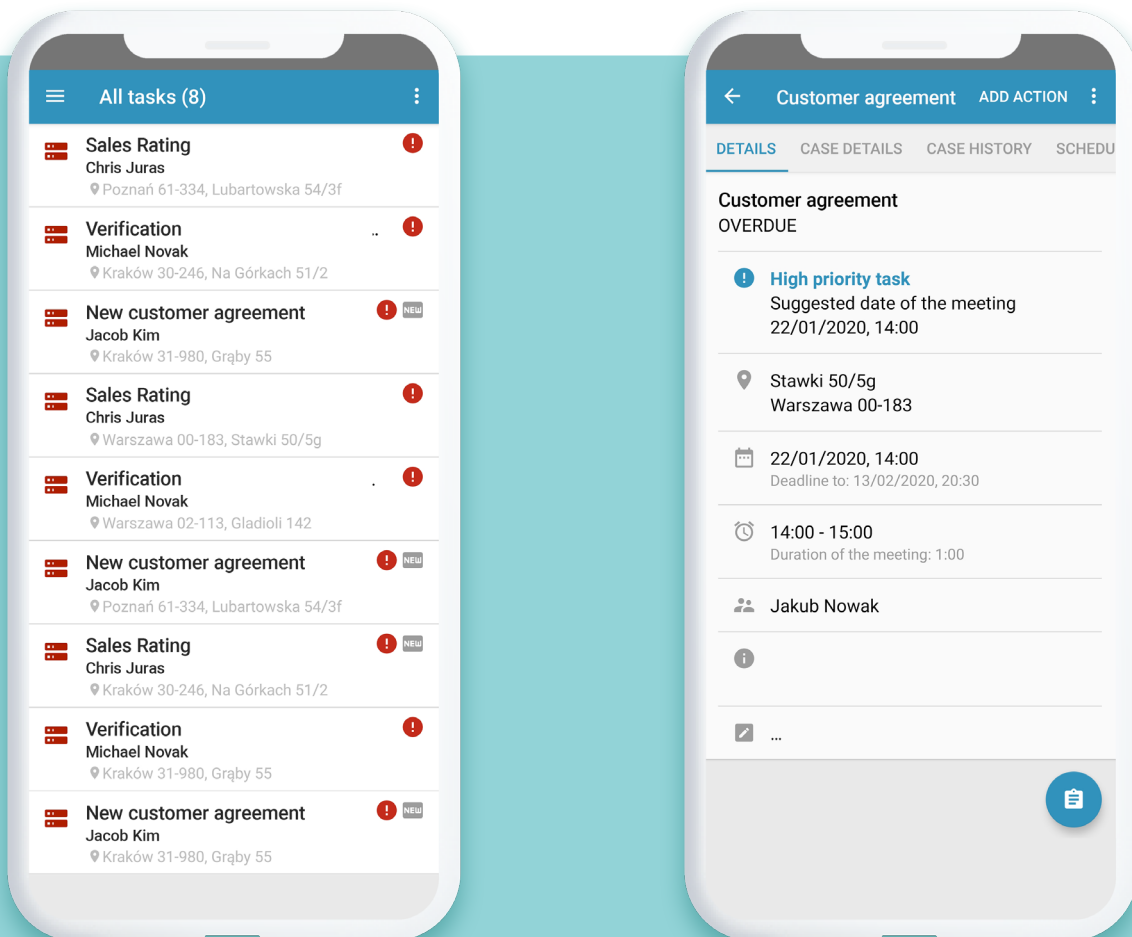 All tasks (8)
Sales Rating
Chris Juras
Poznań 61-334, Lubartowska 54/3f
Verification
..
Michael Novak
Kraków 30-246, Na Górkach 51/2
New customer agreement
NEW
Jacob Kim
Kraków 31-980, Grąby 55
Sales Rating
Chris Juras
Warszawa 00-183, Stawki 50/5g
Verification
.
Michael Novak
Warszawa 02-113, Gladioli 142
New customer agreement
NEW
Jacob Kim
Poznań 61-334, Lubartowska 54/3f
Sales Rating
NEW
Chris Juras
Kraków 30-246, Na Górkach 51/2
Verification
Michael Novak
Kraków 31-980, Grąby 55
New customer agreement
NEW
Jacob Kim
Kraków 31-980, Grąby 55
Customer agreement ADD ACTION
DETAILS CASE DETAILS CASE HISTORY SCHEDU
Customer agreement
OVERDUE
High priority task
Suggested date of the meeting
22/01/2020, 14:00
Stawki 50/5g
Warszawa 00-183
22/01/2020, 14:00
Deadline to: 13/02/2020, 20:30
14:00 - 15:00
Duration of the meeting: 1:00
Jakub Nowak
...